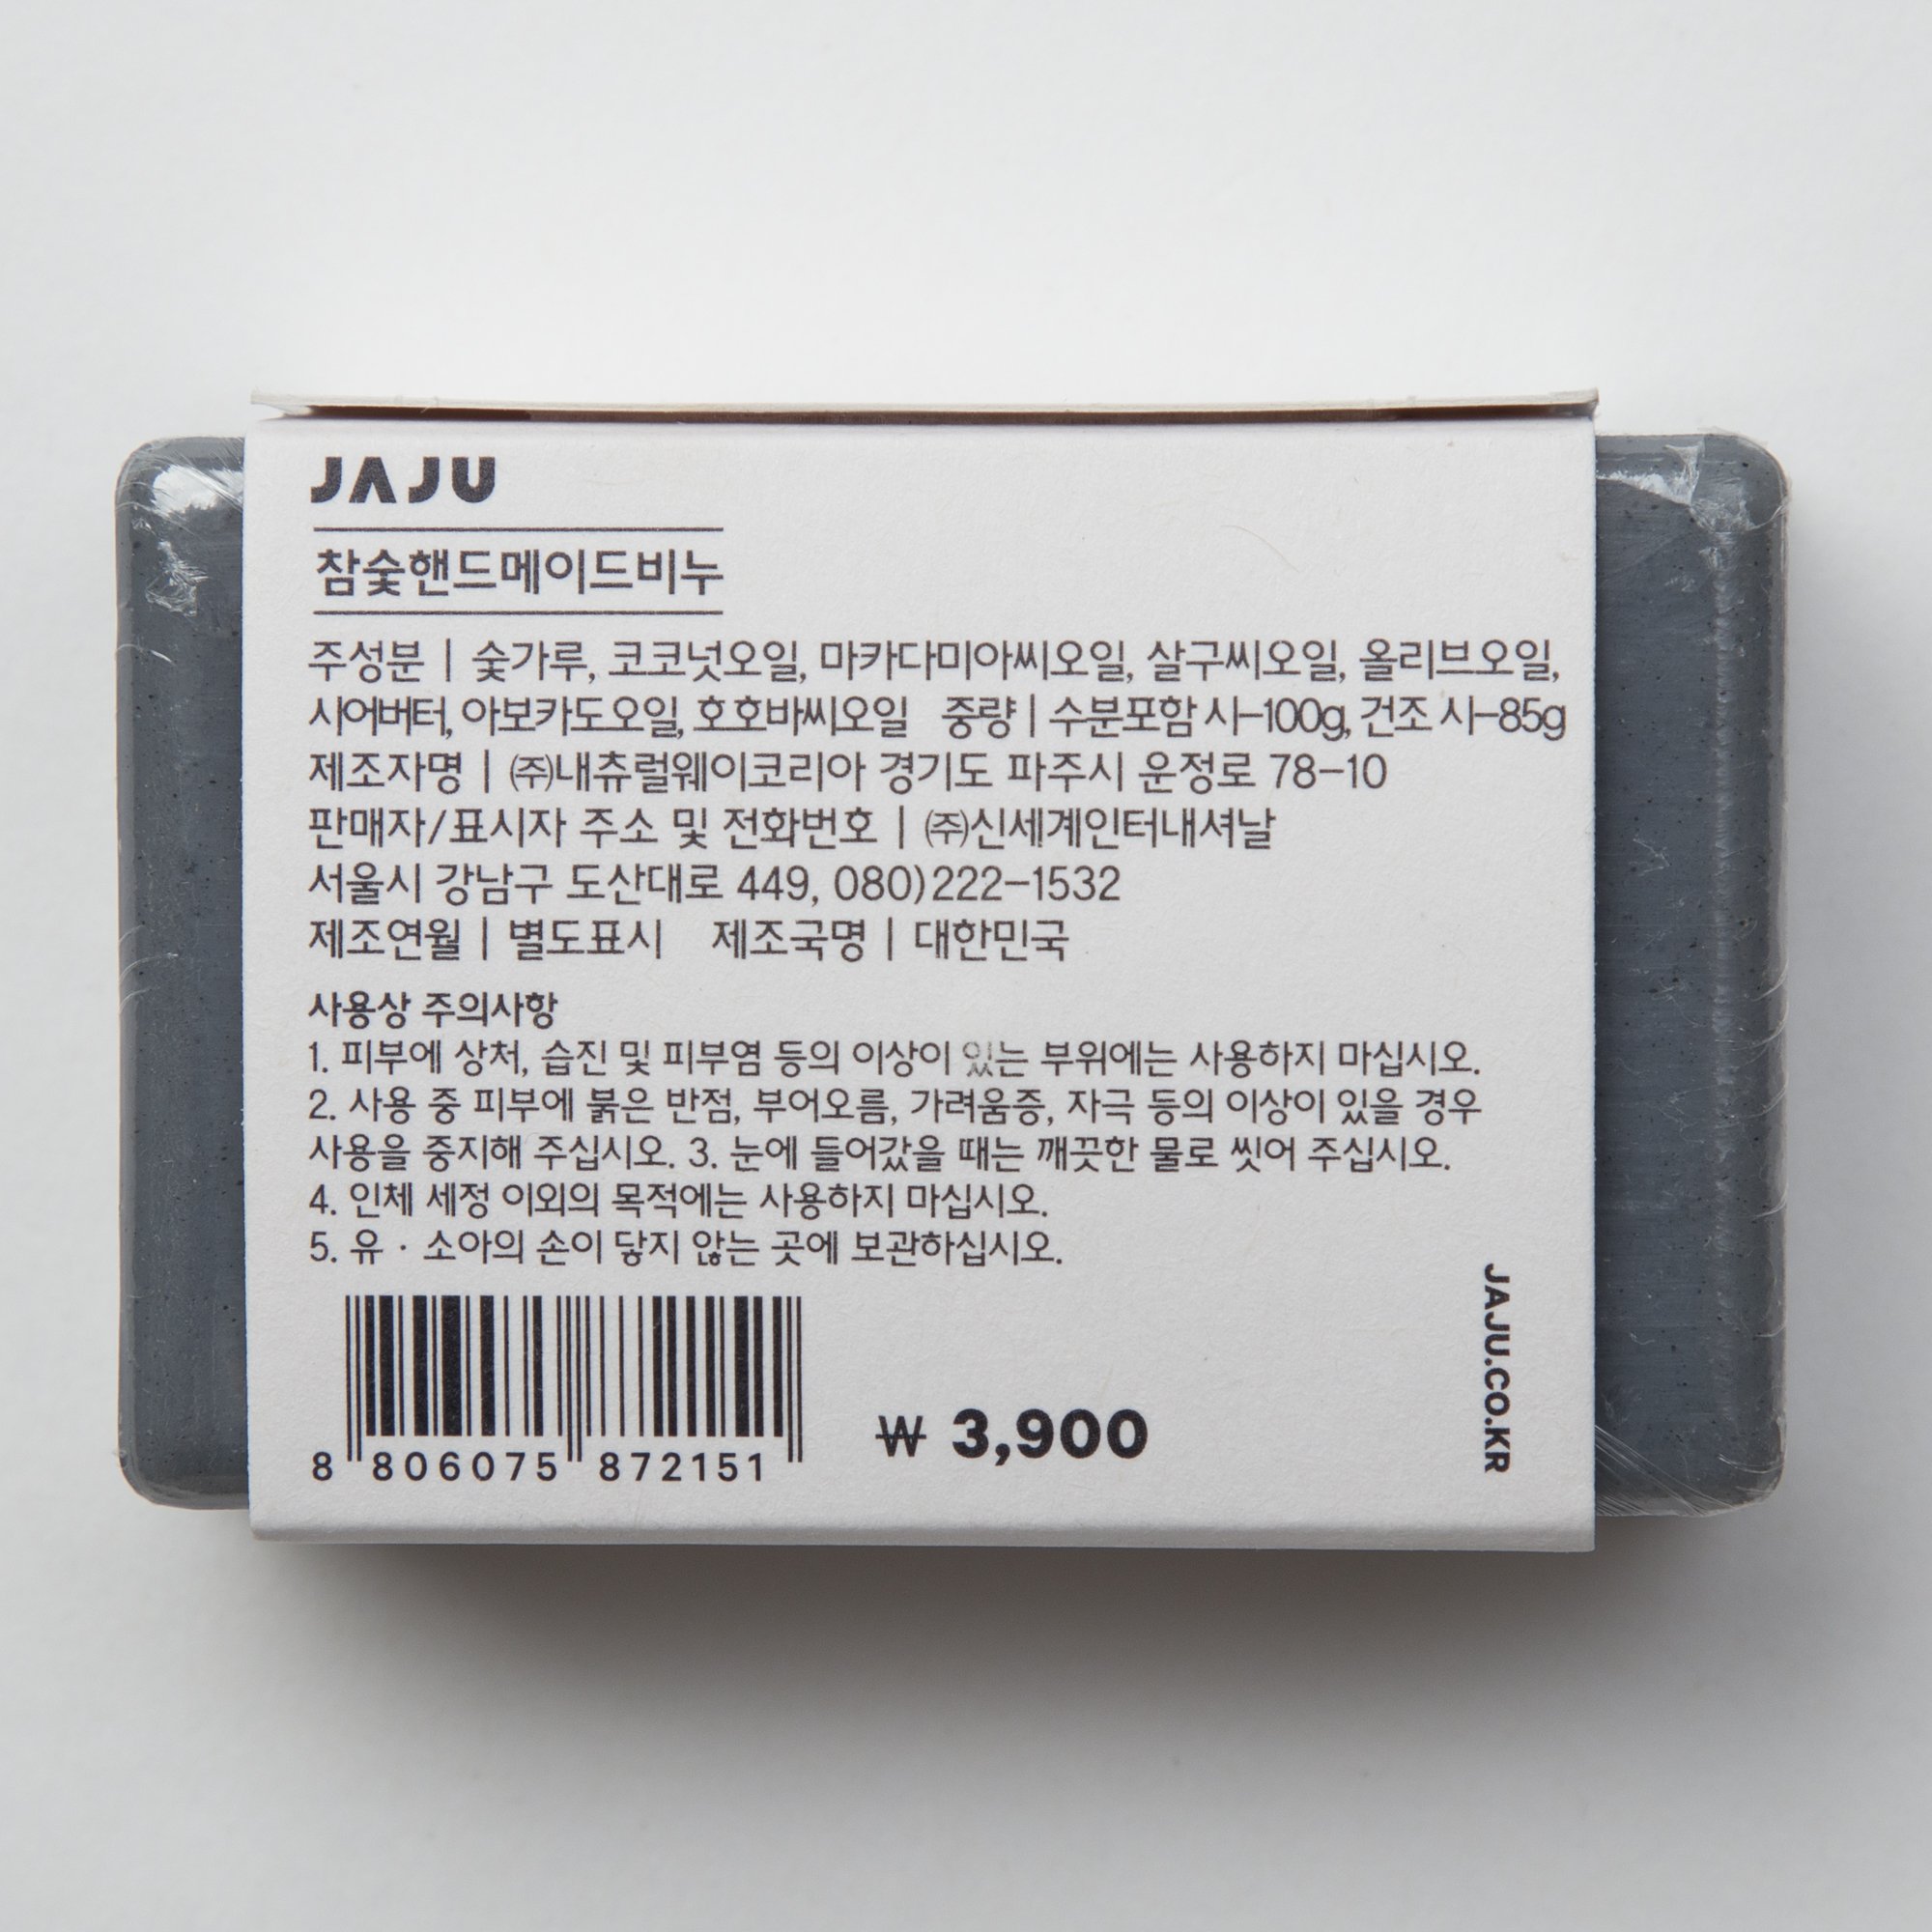 JAJU
참숯핸드메이드비누
주성분 | 숯가루, 코코넛오일, 마카다미아씨오일, 살구씨오일, 올리브오일,
시어버터, 아보카도오일, 호호바씨오일 중량 | 수분포함 시-100g, 건조 시-85g
제조자명 | ㈜내츄럴웨이코리아 경기도 파주시 운정로 78-10
판매자/표시자 주소 및 전화번호 | ㈜신세계인터내셔날
서울시 강남구 도산대로 449, 080)222-1532
제조연월 | 별도표시 제조국명 | 대한민국
사용상 주의사항
1. 피부에 상처, 습진 및 피부염 등의 이상이 있는 부위에는 사용하지 마십시오.
2. 사용 중 피부에 붉은 반점, 부어오름, 가려움증, 자극 등의 이상이 있을 경우
사용을 중지해 주십시오. 3. 눈에 들어갔을 때는 깨끗한 물로 씻어 주십시오.
4. 인체 세정 이외의 목적에는 사용하지 마십시오.
5. 유 · 소아의 손이 닿지 않는 곳에 보관하십시오.
8 806075 872151
₩ 3,900
JAJU.CO.KR